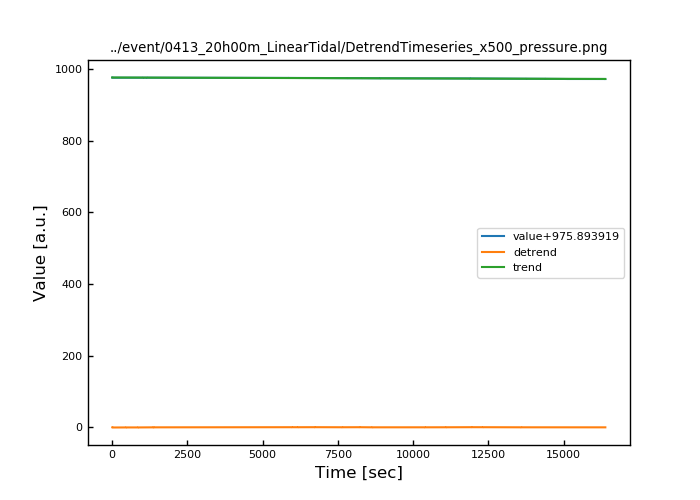 ../event/0413_20h00m_LinearTidal/DetrendTimeseries_x500_pressure.png
1000
800
600
400
200
0
Value [a.u.]
value+975.893919
detrend
trend
0 2500 5000 7500 10000 12500 15000
Time [sec]